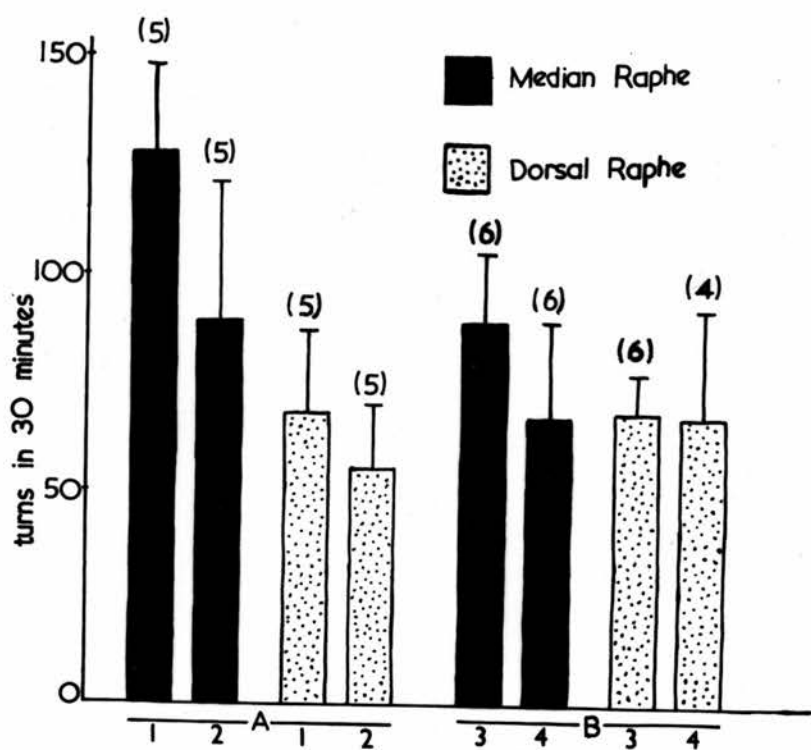 (5)
150
Median Raphe
(5)
Dorsal Raphe
(6)
100
(6)
(4)
(5)
(6)
(5)
50
turns in 30 minutes
0
A
B
1 2 1 2 3 4 3 4